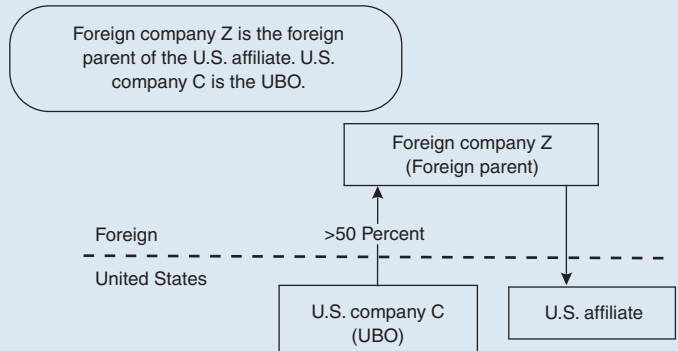 Foreign company Z is the foreign
parent of the U.S. affiliate. U.S.
company C is the UBO.
Foreign company Z
(Foreign parent)
Foreign
>50 Percent
United States
U.S. company C
(UBO)
U.S. affiliate